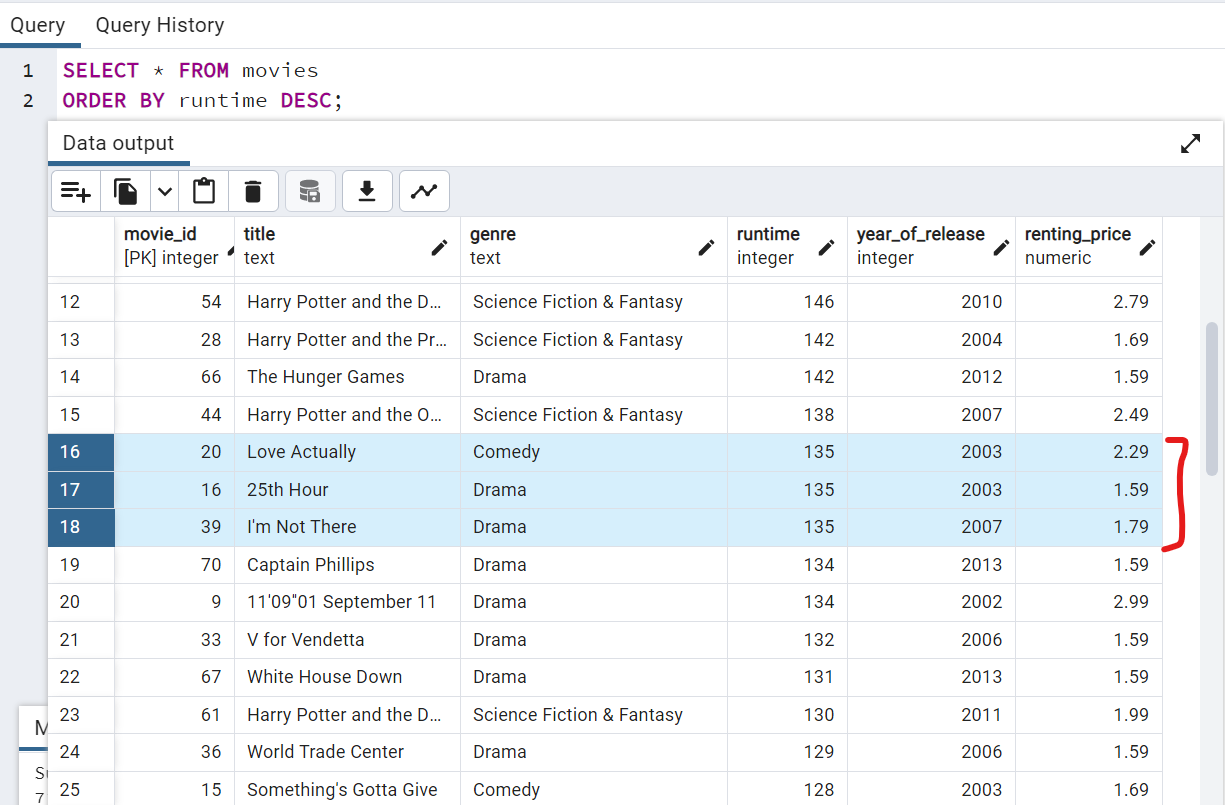 Query Query History
1 SELECT * FROM movies
2 ORDER BY runtime DESC;
Data output
movie_id title genre runtime year_of_release renting_price
[PK] integer text text integer integer numeric
12 54 Harry Potter and the D... Science Fiction & Fantasy 146 2010 2.79
13 28 Harry Potter and the Pr... Science Fiction & Fantasy 142 2004 1.69
14 66 The Hunger Games Drama 142 2012 1.59
15 44 Harry Potter and the O... Science Fiction & Fantasy 138 2007 2.49
16 20 Love Actually Comedy 135 2003 2.29
17 16 25th Hour Drama 135 2003 1.59
18 39 I'm Not There Drama 135 2007 1.79
19 70 Captain Phillips Drama 134 2013 1.59
20 9 11'09''01 September 11 Drama 134 2002 2.99
21 33 V for Vendetta Drama 132 2006 1.59
22 67 White House Down Drama 131 2013 1.59
23 61 Harry Potter and the D... Science Fiction & Fantasy 130 2011 1.99
M
24 36 World Trade Center Drama 129 2006 1.59
Su
25 15 Something's Gotta Give Comedy 128 2003 1.69
7